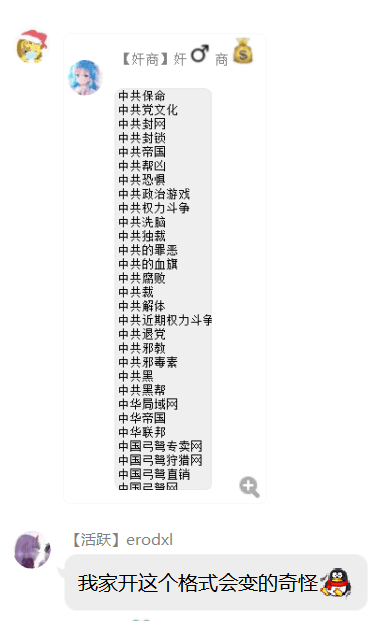 【奸商】奸♂商💰
中共保命
中共党文化
中共封网
中共封锁
中共帝国
中共帮凶
中共恐惧
中共政治游戏
中共权力斗争
中共洗脑
中共独裁
中共的罪恶
中共的血旗
中共腐败
中共裁
中共解体
中共近期权力斗争
中共退党
中共邪教
中共邪毒素
中共黑
中共黑帮
中华局域网
中华帝国
中华联邦
中国弓弩专卖网
中国弓弩狩猎网
中国弓弩直销
中国弓弩网
【活跃】erodxl
我家开这个格式会变的奇怪